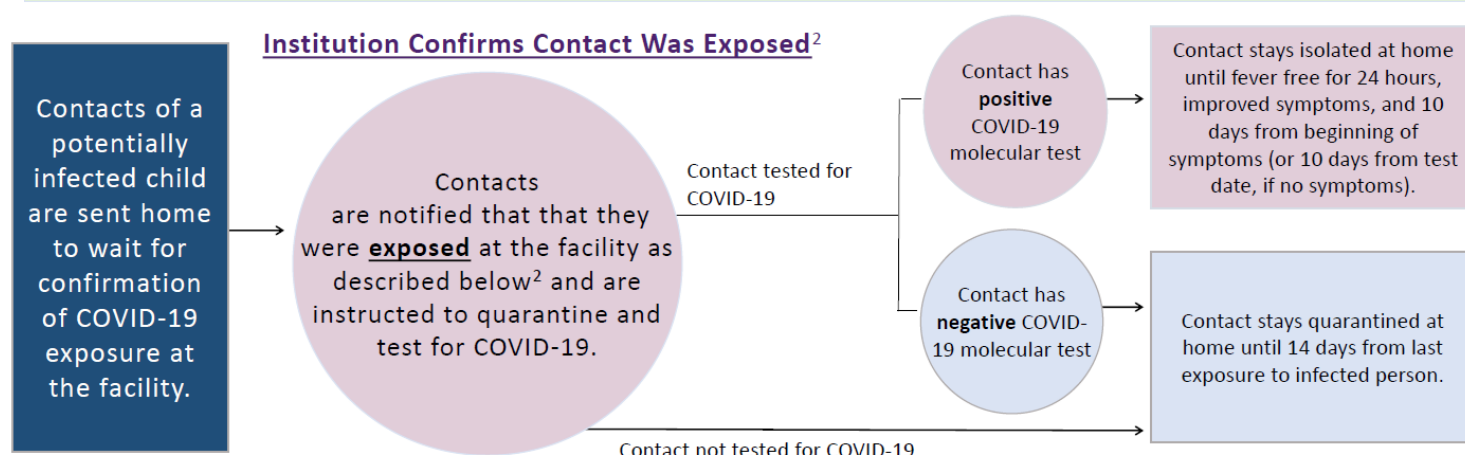 Institution Confirms Contact Was Exposed²
Contacts of a
potentially
infected child
are sent home
to wait for
confirmation
of COVID-19
exposure at
the facility.
Contacts
are notified that that they
were exposed at the facility as
described below² and are
instructed to quarantine and
test for COVID-19.
Contact tested for
COVID-19
Contact has
positive
COVID-19
molecular test
Contact stays isolated at home
until fever free for 24 hours,
improved symptoms, and 10
days from beginning of
symptoms (or 10 days from test
date, if no symptoms).
Contact has
negative COVID-
19 molecular test
Contact stays quarantined at
home until 14 days from last
exposure to infected person.
Contact not tested for COVID-19